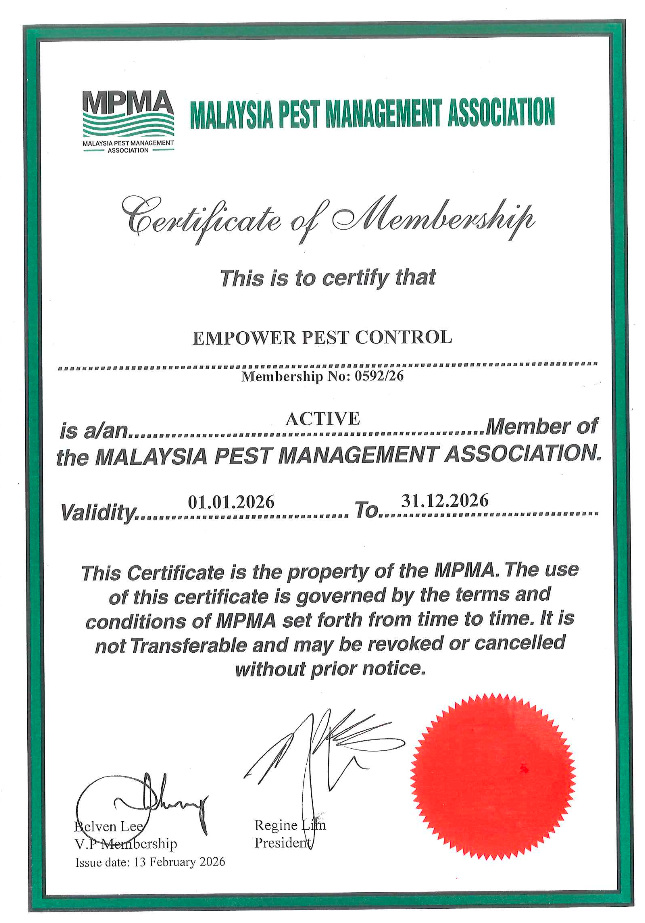 MPMA
MALAYSIA PEST MANAGEMENT
ASSOCIATION
MALAYSIA PEST MANAGEMENT ASSOCIATION
Certificate of Membership
This is to certify that
EMPOWER PEST CONTROL
Membership No: 0592/26
is a/an ACTIVE Member of
the MALAYSIA PEST MANAGEMENT ASSOCIATION.
Validity 01.01.2026 To 31.12.2026
This Certificate is the property of the MPMA. The use
of this certificate is governed by the terms and
conditions of MPMA set forth from time to time. It is
not Transferable and may be revoked or cancelled
without prior notice.
Belven Lee
V.P Membership
Issue date: 13 February 2026
Regine Lim
President